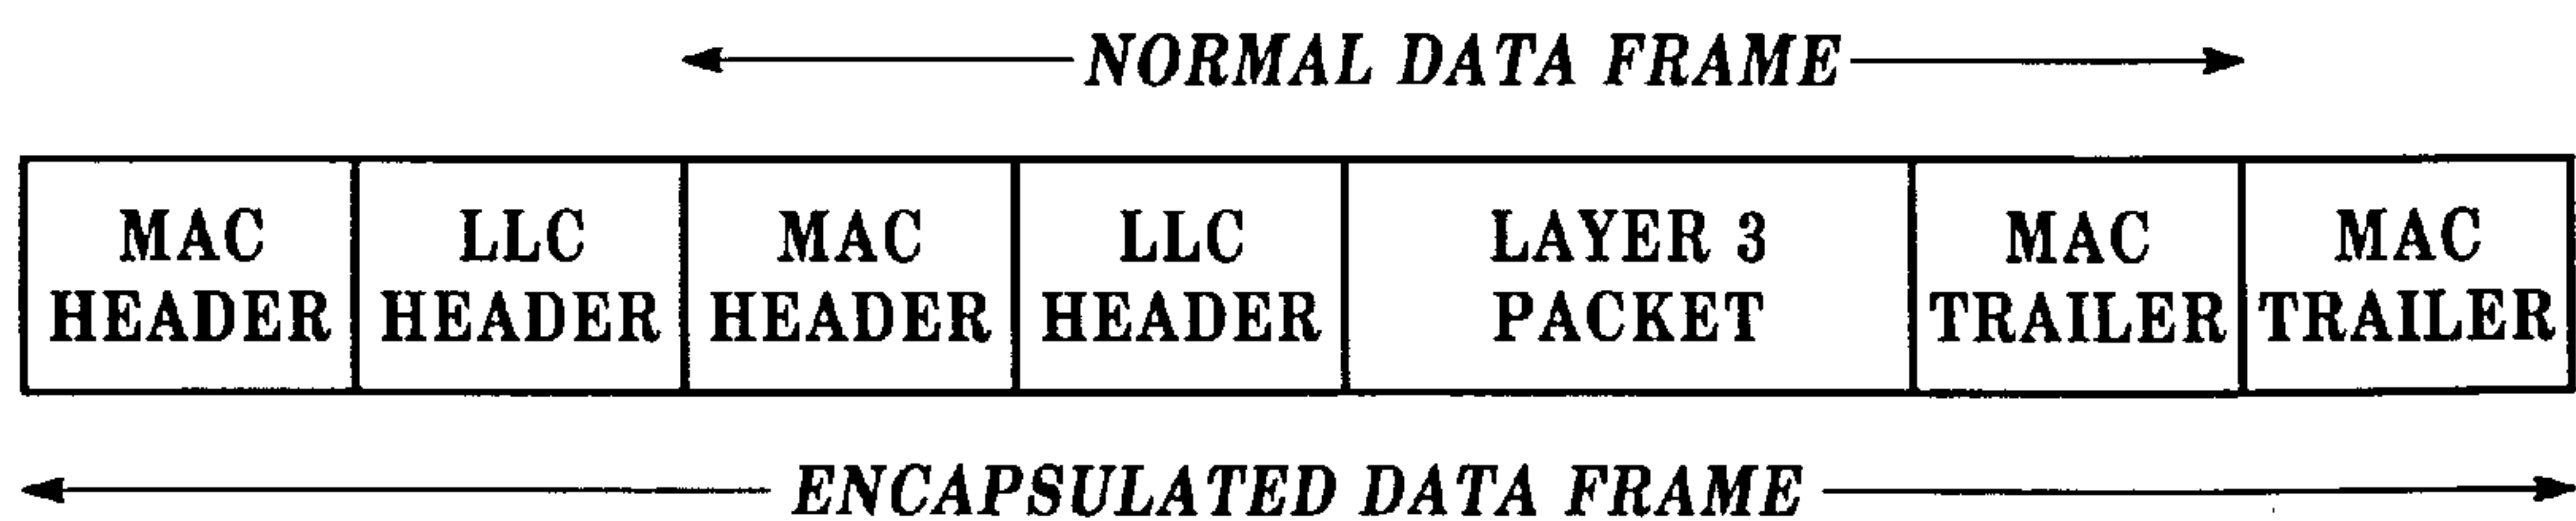 NORMAL DATA FRAME
MAC HEADER
LLC HEADER
MAC HEADER
LLC HEADER
LAYER 3 PACKET
MAC TRAILER
MAC TRAILER
ENCAPSULATED DATA FRAME